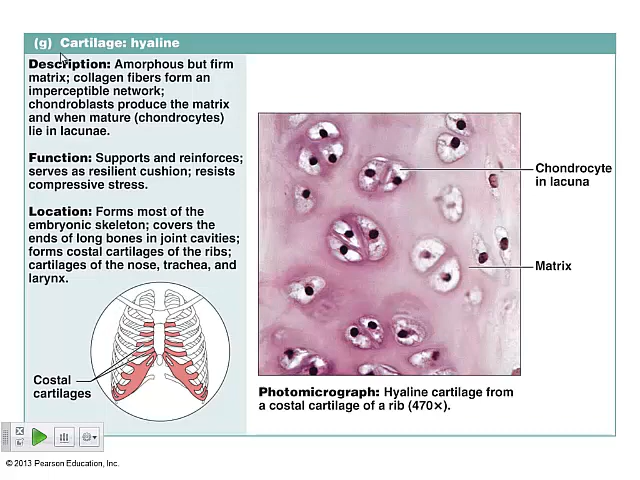 (g) Cartilage: hyaline
Description: Amorphous but firm
matrix; collagen fibers form an
imperceptible network;
chondroblasts produce the matrix
and when mature (chondrocytes)
lie in lacunae.
Function: Supports and reinforces;
serves as resilient cushion; resists
compressive stress.
Location: Forms most of the
embryonic skeleton; covers the
ends of long bones in joint cavities;
forms costal cartilages of the ribs;
cartilages of the nose, trachea, and
larynx.
Costal
cartilages
Chondrocyte
in lacuna
Matrix
Photomicrograph: Hyaline cartilage from
a costal cartilage of a rib (470×).
© 2013 Pearson Education, Inc.